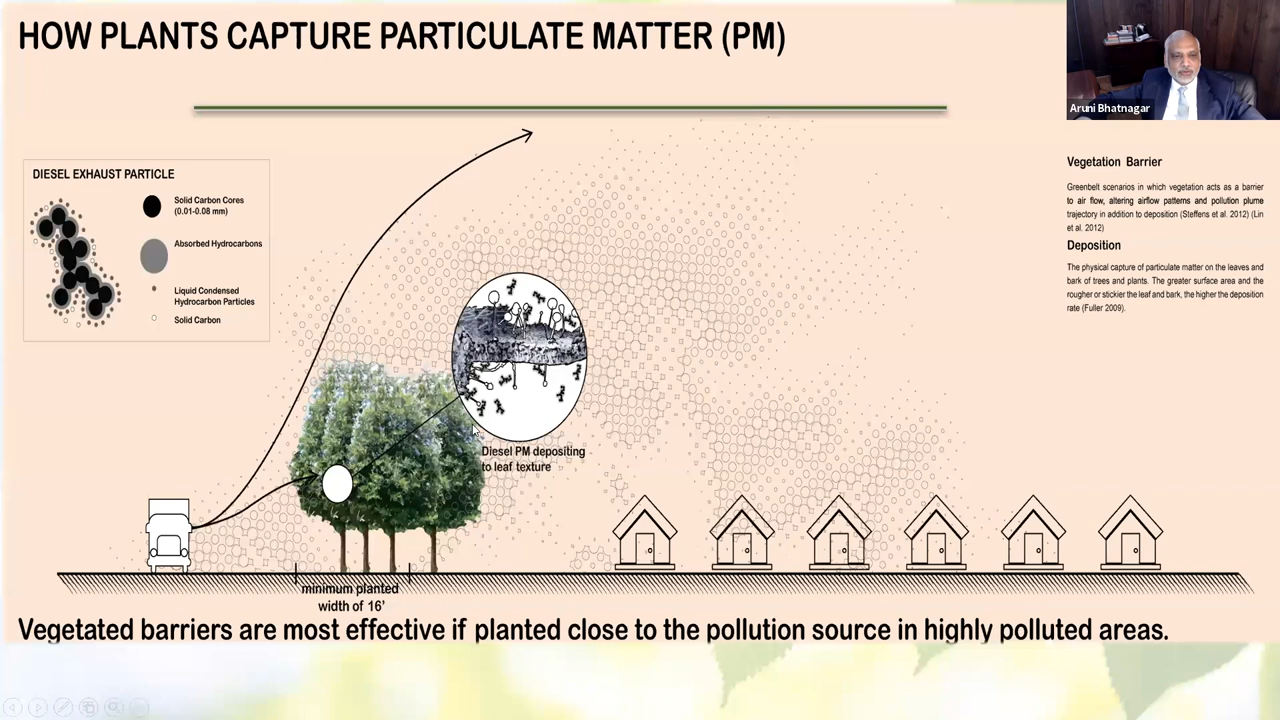 HOW PLANTS CAPTURE PARTICULATE MATTER (PM)
Aruni Bhatnagar
DIESEL EXHAUST PARTICLE
Solid Carbon Cores
(0.01-0.08 mm)
Absorbed Hydrocarbons
Liquid Condensed
Hydrocarbon Particles
Solid Carbon
Vegetation Barrier
Greenbelt scenarios in which vegetation acts as a barrier
to air flow, altering airflow patterns and pollution plume
trajectory in addition to deposition (Steffens et al. 2012) (Lin
et al. 2012)
Deposition
The physical capture of particulate matter on the leaves and
bark of trees and plants. The greater surface area and the
rougher or stickier the leaf and bark, the higher the deposition
rate (Fuller 2009).
Diesel PM depositing
to leaf texture
minimum planted
width of 16'
Vegetated barriers are most effective if planted close to the pollution source in highly polluted areas.